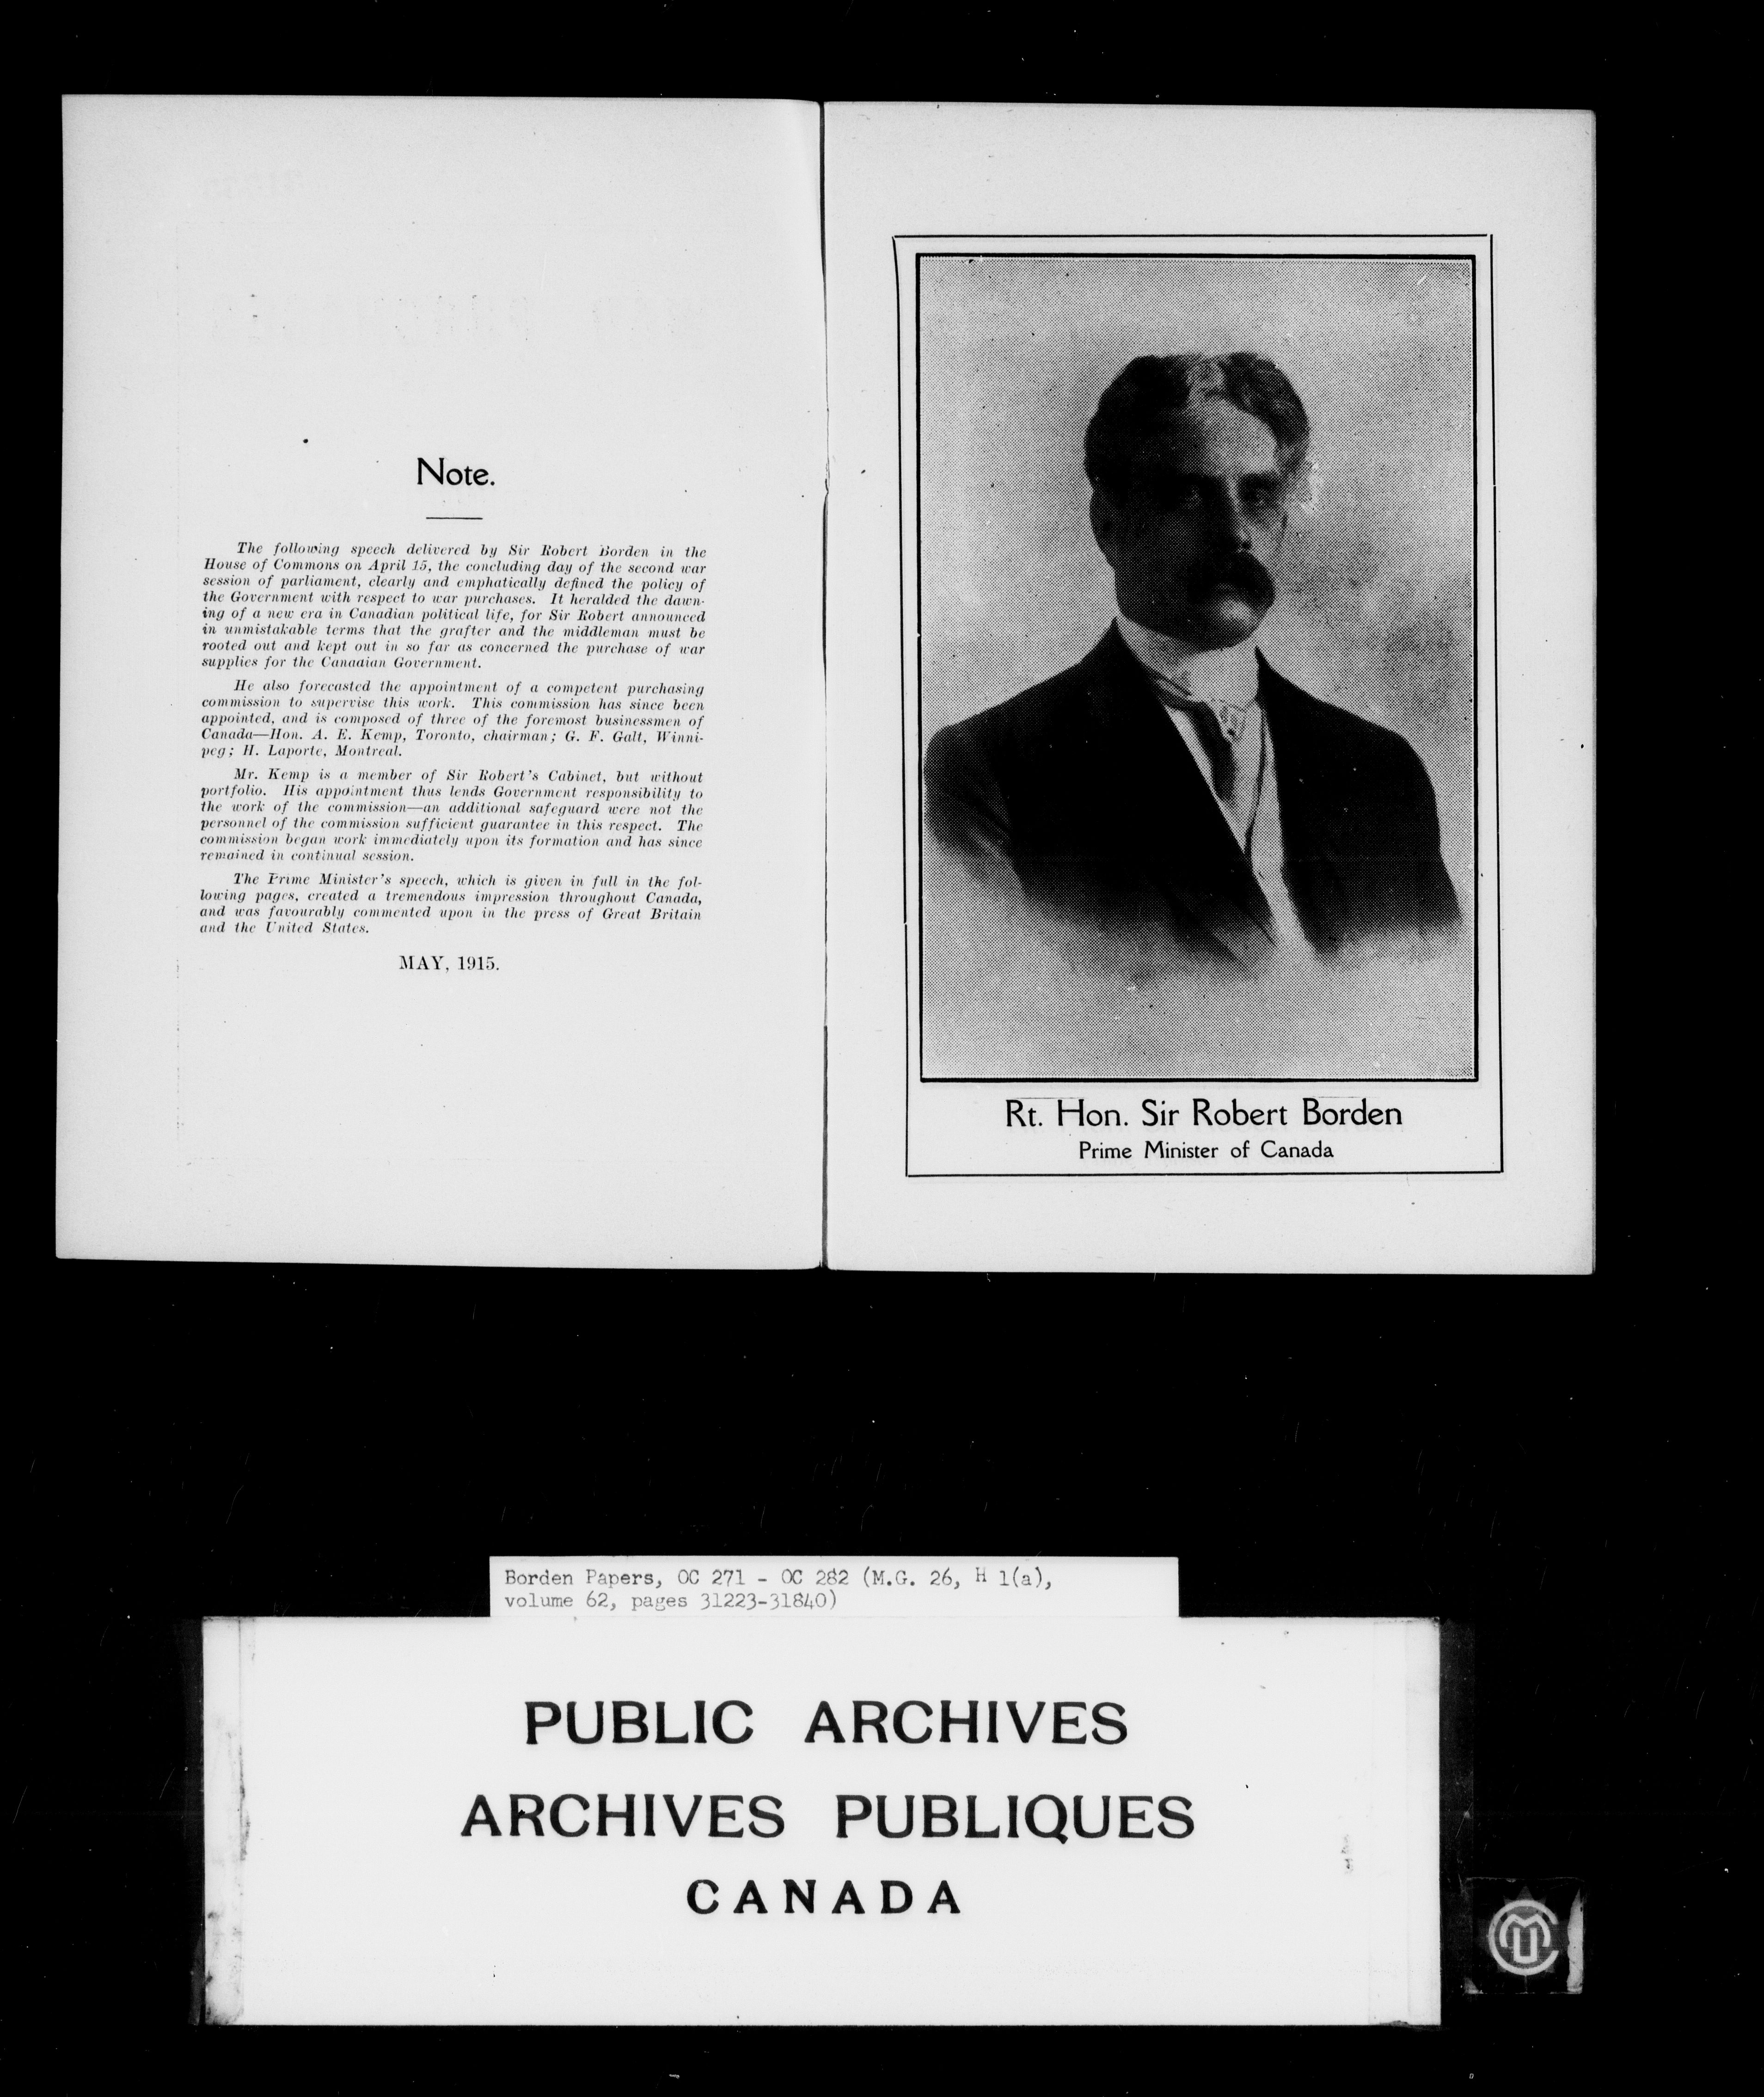 Note.
The following speech delivered by Sir Robert Borden in the
House of Commons on April 15, the concluding day of the second war
session of parliament, clearly and emphatically defined the policy of
the Government with respect to war purchases. It heralded the dawn-
ing of a new era in Canadian political life, for Sir Robert announced
in unmistakable terms that the grafter and the middleman must be
rooted out and kept out in so far as concerned the purchase of war
supplies for the Canadian Government.
He also forecasted the appointment of a competent purchasing
commission to supervise this work. This commission has since been
appointed, and is composed of three of the foremost businessmen of
Canada—Hon. A. E. Kemp, Toronto, chairman; G. F. Galt, Winni-
peg; H. Laporte, Montreal.
Mr. Kemp is a member of Sir Robert's Cabinet, but without
portfolio. His appointment thus lends Government responsibility to
the work of the commission—an additional safeguard were not the
personnel of the commission sufficient guarantee in this respect. The
commission began work immediately upon its formation and has since
remained in continual session.
The Prime Minister's speech, which is given in full in the fol-
lowing pages, created a tremendous impression throughout Canada,
and was favourably commented upon in the press of Great Britain
and the United States.
MAY, 1915.
Rt. Hon. Sir Robert Borden
Prime Minister of Canada
Borden Papers, OC 271 - OC 282 (M.G. 26, H 1(a),
volume 62, pages 31223-31840)
PUBLIC ARCHIVES
ARCHIVES PUBLIQUES
CANADA